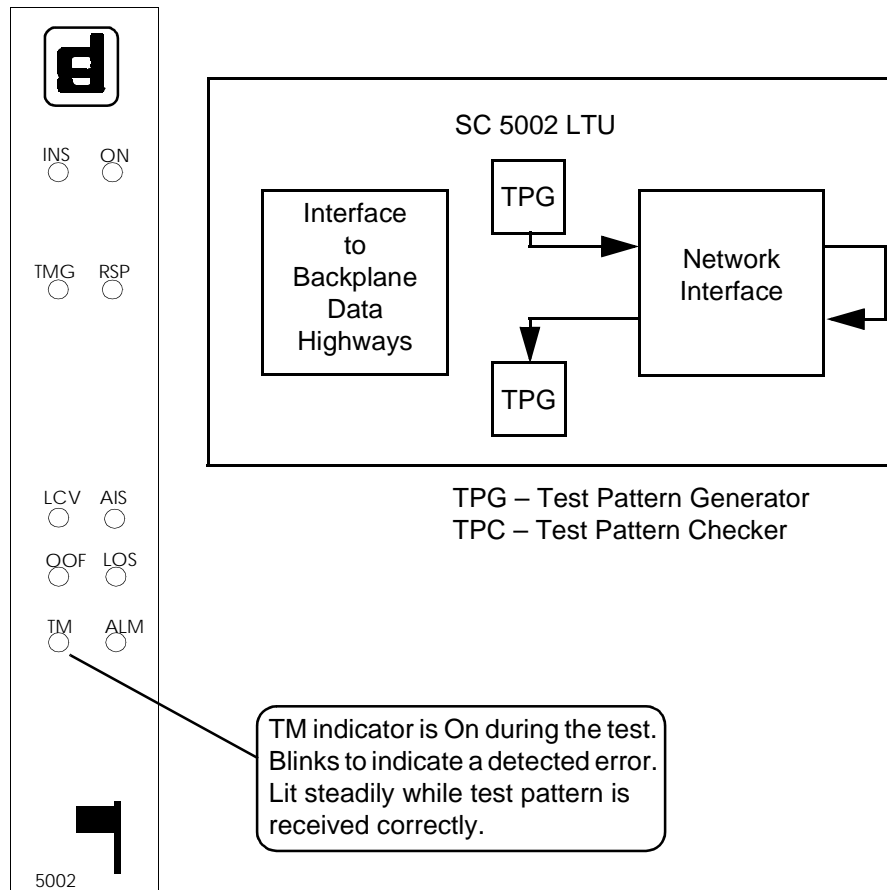 INS ON
TMG RSP
LCV AIS
OOF LOS
TM ALM
5002
SC 5002 LTU
Interface
to
Backplane
Data
Highways
TPG
Network
Interface
TPG
TPG – Test Pattern Generator
TPC – Test Pattern Checker
TM indicator is On during the test.
Blinks to indicate a detected error.
Lit steadily while test pattern is
received correctly.